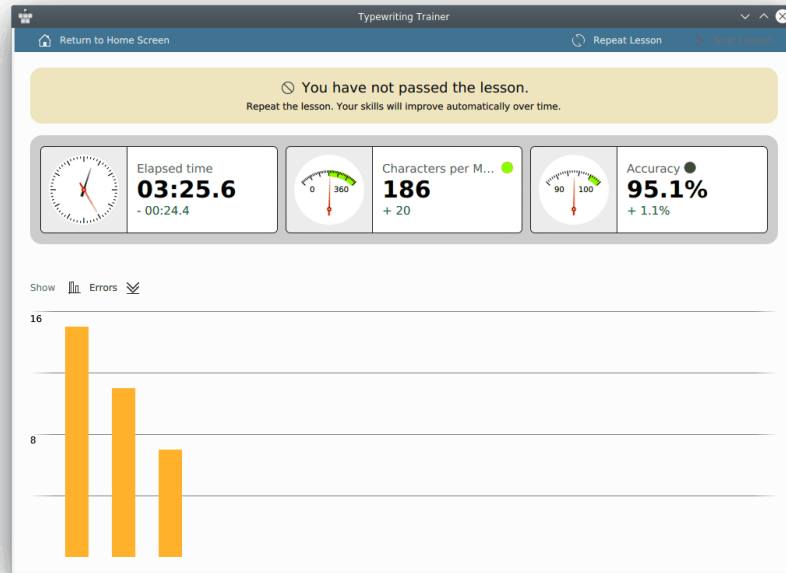 Typewriting Trainer
Return to Home Screen
Repeat Lesson
Next Lesson
You have not passed the lesson.
Repeat the lesson. Your skills will improve automatically over time.
Elapsed time
03:25.6
- 00:24.4
0 360
Characters per M...
186
+ 20
90 100
Accuracy
95.1%
+ 1.1%
Show Errors
16
8